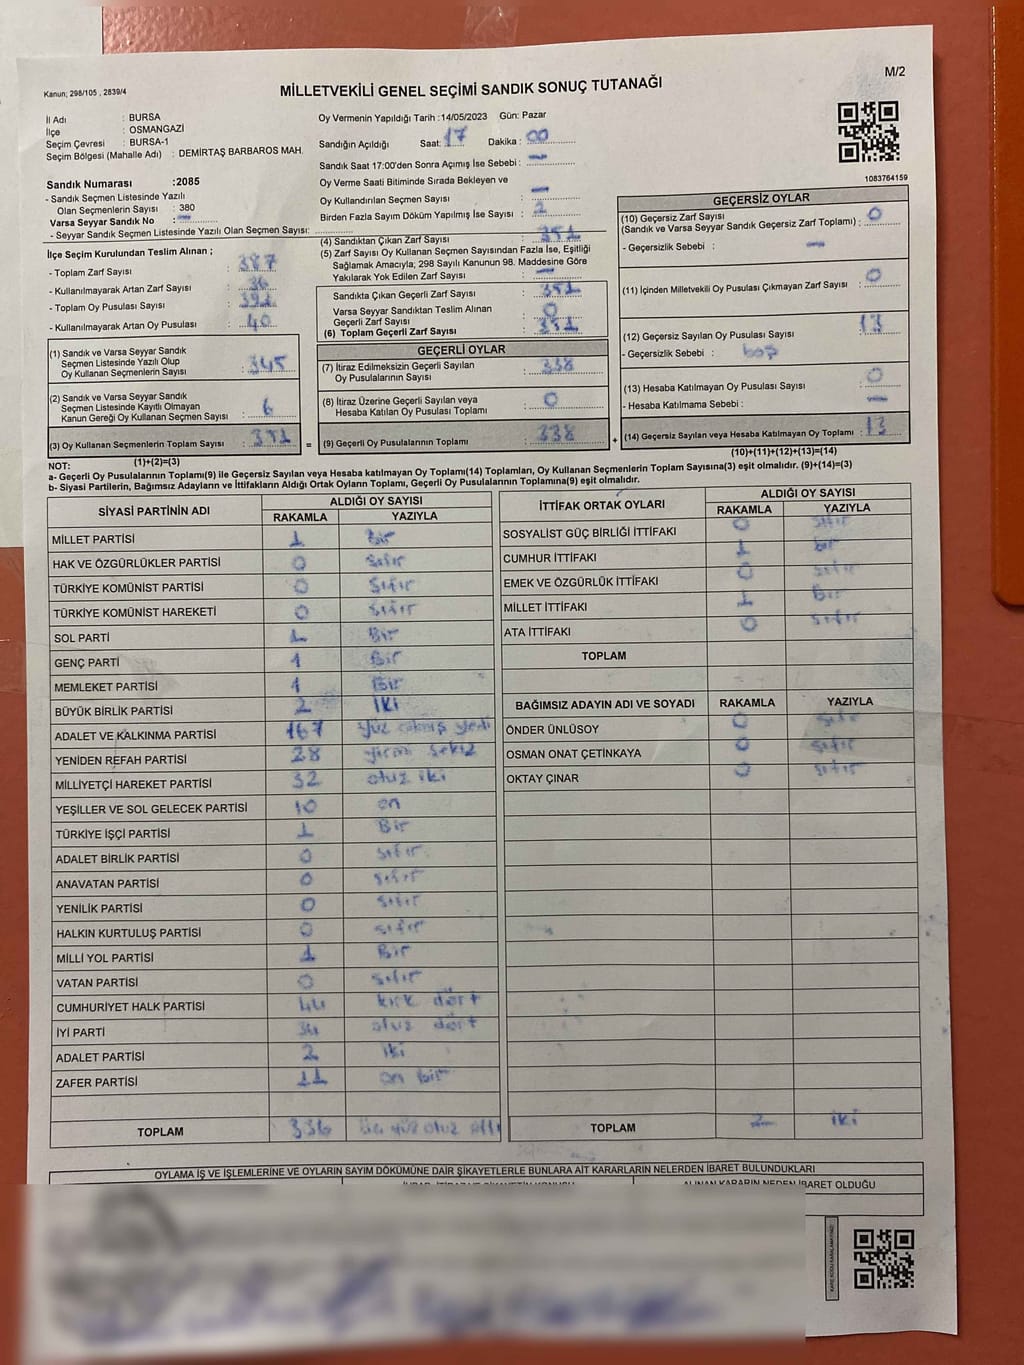 Kanun; 298/105 , 2839/4
M/2
MİLLETVEKİLİ GENEL SEÇİMİ SANDIK SONUÇ TUTANAĞI
İl Adı : BURSA
İlçe : OSMANGAZİ
Seçim Çevresi : BURSA-1
Seçim Bölgesi (Mahalle Adı) : DEMİRTAŞ BARBAROS MAH.
Sandık Numarası :2085
- Sandık Seçmen Listesinde Yazılı
Olan Seçmenlerin Sayısı : 380
Varsa Seyyar Sandık No : –
- Seyyar Sandık Seçmen Listesinde Yazılı Olan Seçmen Sayısı:
Oy Vermenin Yapıldığı Tarih :14/05/2023 Gün: Pazar
Sandığın Açıldığı Saat: 17 Dakika : 00
Sandık Saat 17:00'den Sonra Açımış İse Sebebi : –
Oy Verme Saati Bitiminde Sırada Bekleyen ve
Oy Kullandırılan Seçmen Sayısı : –
Birden Fazla Sayım Döküm Yapılmış İse Sayısı : 2
1083764159
İlçe Seçim Kurulundan Teslim Alınan ;
- Toplam Zarf Sayısı : 387
- Kullanılmayarak Artan Zarf Sayısı : 36
- Toplam Oy Pusulası Sayısı : 391
- Kullanılmayarak Artan Oy Pusulası : 40
(1) Sandık ve Varsa Seyyar Sandık
Seçmen Listesinde Yazılı Olup
Oy Kullanan Seçmenlerin Sayısı : 345
(2) Sandık ve Varsa Seyyar Sandık
Seçmen Listesinde Kayıtlı Olmayan
Kanun Gereği Oy Kullanan Seçmen Sayısı : 6
(3) Oy Kullanan Seçmenlerin Toplam Sayısı : 351 =
(1)+(2)=(3)
(4) Sandıktan Çıkan Zarf Sayısı : 351
(5) Zarf Sayısı Oy Kullanan Seçmen Sayısından Fazla İse, Eşitliği
Sağlamak Amacıyla; 298 Sayılı Kanunun 98. Maddesine Göre
Yakılarak Yok Edilen Zarf Sayısı : –
Sandıkta Çıkan Geçerli Zarf Sayısı : 351
Varsa Seyyar Sandıktan Teslim Alınan
Geçerli Zarf Sayısı : 0
(6) Toplam Geçerli Zarf Sayısı : 351
GEÇERLİ OYLAR
(7) İtiraz Edilmeksizin Geçerli Sayılan
Oy Pusulalarının Sayısı : 338
(8) İtiraz Üzerine Geçerli Sayılan veya
Hesaba Katılan Oy Pusulası Toplamı : 0
(9) Geçerli Oy Pusulalarının Toplamı : 338 +
GEÇERSİZ OYLAR
(10) Geçersiz Zarf Sayısı
(Sandık ve Varsa Seyyar Sandık Geçersiz Zarf Toplamı) : 0
- Geçersizlik Sebebi : –
(11) İçinden Milletvekili Oy Pusulası Çıkmayan Zarf Sayısı : 0
(12) Geçersiz Sayılan Oy Pusulası Sayısı : 13
- Geçersizlik Sebebi : boş
(13) Hesaba Katılmayan Oy Pusulası Sayısı : 0
- Hesaba Katılmama Sebebi : –
(14) Geçersiz Sayılan veya Hesaba Katılmayan Oy Toplamı : 13
(10)+(11)+(12)+(13)=(14)
NOT:
a- Geçerli Oy Pusulalarının Toplamı(9) ile Geçersiz Sayılan veya Hesaba katılmayan Oy Toplamı(14) Toplamları, Oy Kullanan Seçmenlerin Toplam Sayısına(3) eşit olmalıdır. (9)+(14)=(3)
b- Siyasi Partilerin, Bağımsız Adayların ve İttifakların Aldığı Ortak Oyların Toplamı, Geçerli Oy Pusulalarının Toplamına(9) eşit olmalıdır.
SİYASİ PARTİNİN ADI ALDIĞI OY SAYISI
RAKAMLA YAZIYLA
MİLLET PARTİSİ 1 Bir
HAK VE ÖZGÜRLÜKLER PARTİSİ 0 sıfır
TÜRKİYE KOMÜNİST PARTİSİ 0 sıfır
TÜRKİYE KOMÜNİST HAREKETİ 0 sıfır
SOL PARTİ 1 Bir
GENÇ PARTİ 1 Bir
MEMLEKET PARTİSİ 1 Bir
BÜYÜK BİRLİK PARTİSİ 2 iki
ADALET VE KALKINMA PARTİSİ 167 yüz yedi
YENİDEN REFAH PARTİSİ 28 yirmi sekiz
MİLLİYETÇİ HAREKET PARTİSİ 32 otuz iki
YEŞİLLER VE SOL GELECEK PARTİSİ 10 on
TÜRKİYE İŞÇİ PARTİSİ 1 Bir
ADALET BİRLİK PARTİSİ 0 sıfır
ANAVATAN PARTİSİ 0 sıfır
YENİLİK PARTİSİ 0 sıfır
HALKIN KURTULUŞ PARTİSİ 0 sıfır
MİLLİ YOL PARTİSİ 1 Bir
VATAN PARTİSİ 0 sıfır
CUMHURİYET HALK PARTİSİ 44 kırk dört
İYİ PARTİ 34 otuz dört
ADALET PARTİSİ 2 iki
ZAFER PARTİSİ 11 on bir
TOPLAM 336 üç yüz otuz altı
İTTİFAK ORTAK OYLARI ALDIĞI OY SAYISI
RAKAMLA YAZIYLA
SOSYALİST GÜÇ BİRLİĞİ İTTİFAKI 0 sıfır
CUMHUR İTTİFAKI 1 bir
EMEK VE ÖZGÜRLÜK İTTİFAKI 0 sıfır
MİLLET İTTİFAKI 1 Bir
ATA İTTİFAKI 0 sıfır
TOPLAM
BAĞIMSIZ ADAYIN ADI VE SOYADI RAKAMLA YAZIYLA
ÖNDER ÜNLÜSOY 0 sıfır
OSMAN ONAT ÇETİNKAYA 0 sıfır
OKTAY ÇINAR 0 sıfır
TOPLAM 2 iki
OYLAMA İŞ VE İŞLEMLERİNE VE OYLARIN SAYIM DÖKÜMÜNE DAİR ŞİKAYETLERLE BUNLARA AİT KARARLARIN NELERDEN İBARET BULUNDUKLARI
ALINAN KARARIN NEDEN İBARET OLDUĞU